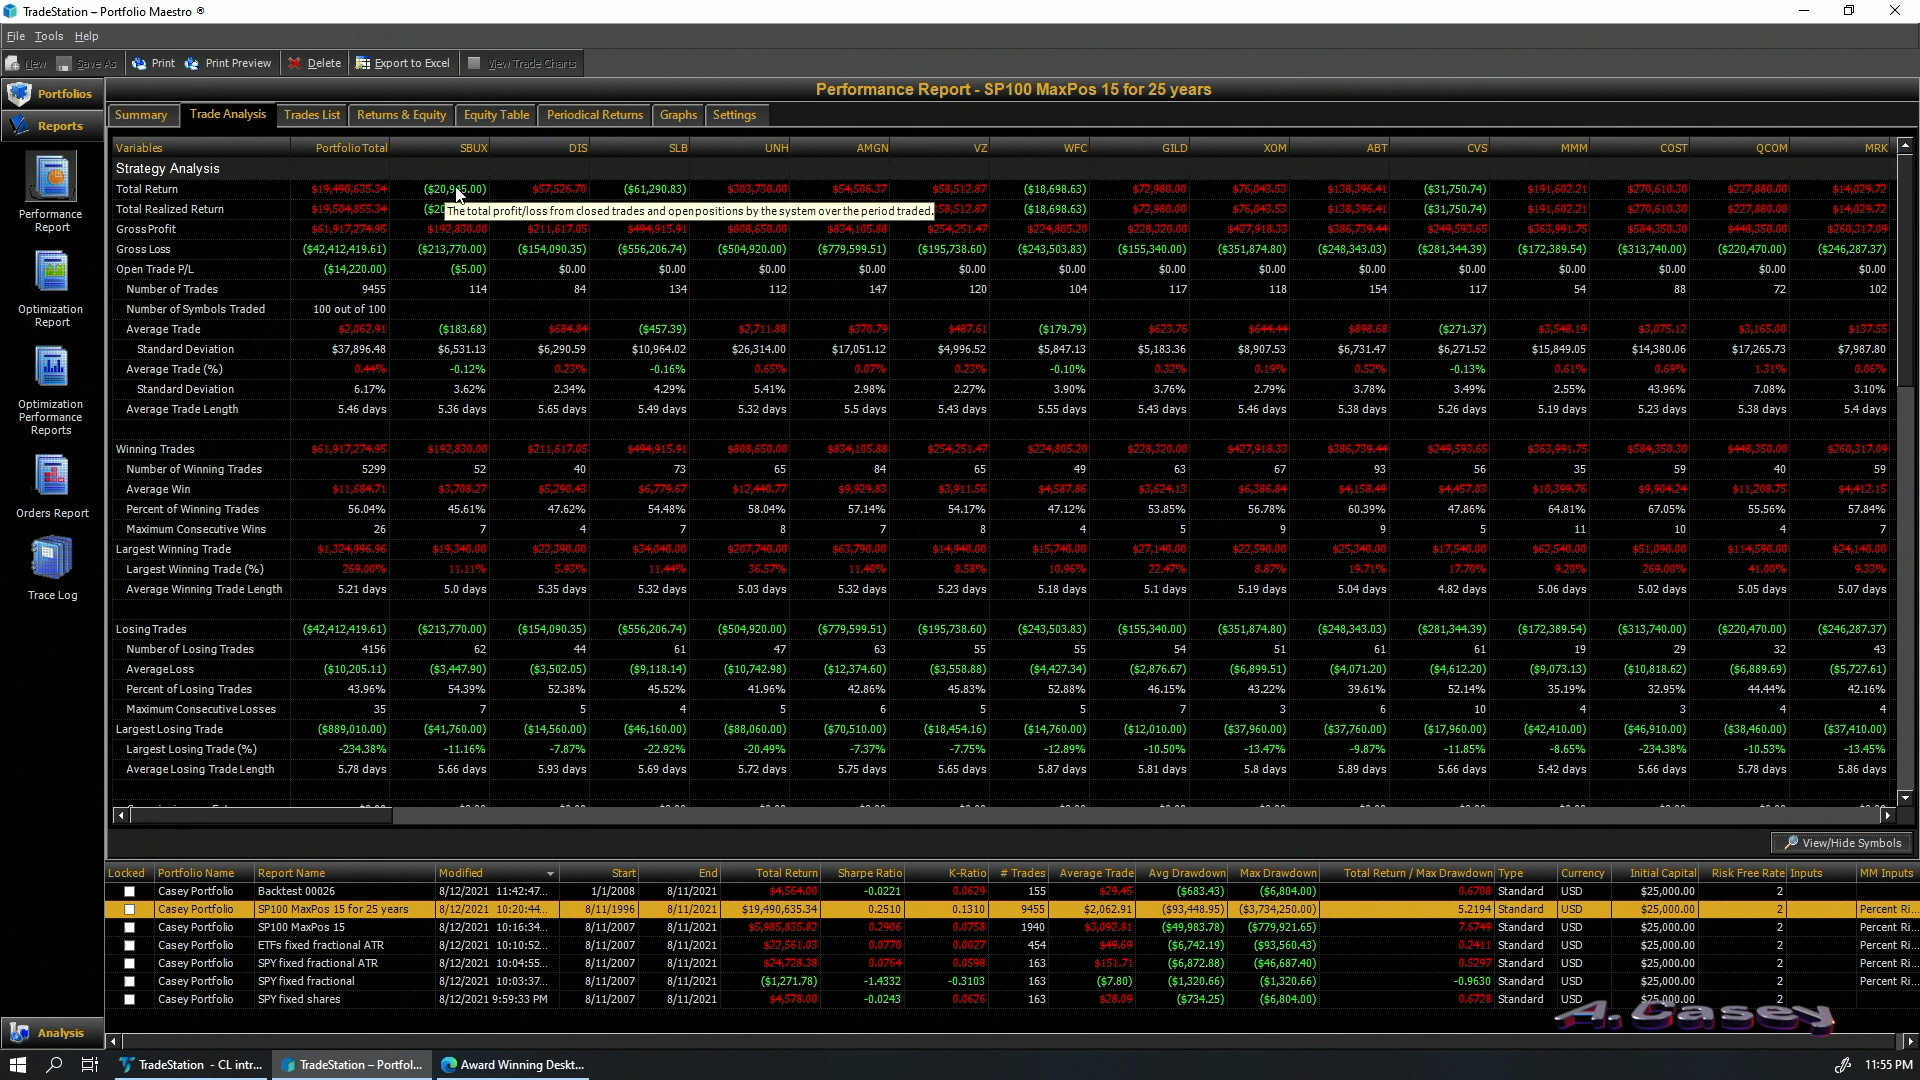 TradeStation – Portfolio Maestro ®
File Tools Help
New Save As Print Print Preview Delete Export to Excel View Trade Charts
Portfolios
Reports
Performance Report
Optimization Report
Optimization Performance Reports
Orders Report
Trace Log
Analysis
Performance Report - SP100 MaxPos 15 for 25 years
Summary Trade Analysis Trades List Returns & Equity Equity Table Periodical Returns Graphs Settings
Variables Portfolio Total SBUX DIS SLB UNH AMGN VZ WFC GILD XOM ABT CVS MMM COST QCOM MRK
Strategy Analysis
Total Return $19,490,635.34 $57,526.70 ($61,290.83) $303,730.00 $54,506.37 $58,512.87 ($18,698.63) $72,980.00 $76,043.53 $138,396.41 ($31,750.74) $191,602.21 $270,610.30 $227,880.00 $14,029.72
Total Realized Return $19,504,855.34 ($20 58,512.87 ($18,698.63) $72,980.00 $76,043.53 $138,396.41 ($31,750.74) $191,602.21 $270,610.30 $227,880.00 $14,029.72
The total profit/loss from closed trades and open positions by the system over the period traded.
Gross Profit $61,917,274.95 $192,830.00 $211,617.05 $494,915.91 $808,650.00 $834,105.88 $254,251.47 $224,805.20 $228,320.00 $427,918.33 $386,739.44 $249,593.65 $363,991.75 $584,350.30 $448,350.00 $260,317.09
Gross Loss ($42,412,419.61) ($213,770.00) ($154,090.35) ($556,206.74) ($504,920.00) ($779,599.51) ($195,738.60) ($243,503.83) ($155,340.00) ($351,874.80) ($248,343.03) ($281,344.39) ($172,389.54) ($313,740.00) ($220,470.00) ($246,287.37)
Open Trade P/L ($14,220.00) ($5.00) $0.00 $0.00 $0.00 $0.00 $0.00 $0.00 $0.00 $0.00 $0.00 $0.00 $0.00 $0.00 $0.00 $0.00
Number of Trades 9455 114 84 134 112 147 120 104 117 118 154 117 54 88 72 102
Number of Symbols Traded 100 out of 100
Average Trade $2,062.91 ($183.68) $684.84 ($457.39) $2,711.88 $370.79 $487.61 ($179.79) $623.76 $644.44 $898.68 ($271.37) $3,548.19 $3,075.12 $3,165.00 $137.55
Standard Deviation $37,896.48 $6,531.13 $6,290.59 $10,964.02 $26,314.00 $17,051.12 $4,996.52 $5,847.13 $5,183.36 $8,907.53 $6,731.47 $6,271.52 $15,849.05 $14,380.06 $17,265.73 $7,987.80
Average Trade (%) 0.44% -0.12% 0.23% -0.16% 0.65% 0.07% 0.23% -0.10% 0.32% 0.19% 0.52% -0.13% 0.61% 0.69% 1.31% 0.06%
Standard Deviation 6.17% 3.62% 2.34% 4.29% 5.41% 2.98% 2.27% 3.90% 3.76% 2.79% 3.78% 3.49% 2.55% 43.96% 7.08% 3.10%
Average Trade Length 5.46 days 5.36 days 5.65 days 5.49 days 5.32 days 5.5 days 5.43 days 5.55 days 5.43 days 5.46 days 5.38 days 5.26 days 5.19 days 5.23 days 5.38 days 5.4 days
Winning Trades $61,917,274.95 $192,830.00 $211,617.05 $494,915.91 $808,650.00 $834,105.88 $254,251.47 $224,805.20 $228,320.00 $427,918.33 $386,739.44 $249,593.65 $363,991.75 $584,350.30 $448,350.00 $260,317.09
Number of Winning Trades 5299 52 40 73 65 84 65 49 63 67 93 56 35 59 40 59
Average Win $11,684.71 $3,708.27 $5,290.43 $6,779.67 $12,440.77 $9,929.83 $3,911.56 $4,587.86 $3,624.13 $6,386.84 $4,158.49 $4,457.03 $10,399.76 $9,904.24 $11,208.75 $4,412.15
Percent of Winning Trades 56.04% 45.61% 47.62% 54.48% 58.04% 57.14% 54.17% 47.12% 53.85% 56.78% 60.39% 47.86% 64.81% 67.05% 55.56% 57.84%
Maximum Consecutive Wins 26 7 4 7 8 7 8 4 5 9 9 5 11 10 4 7
Largest Winning Trade $1,324,996.96 $19,340.00 $22,390.00 $34,040.00 $207,740.00 $63,790.00 $14,940.00 $15,740.00 $27,140.00 $22,590.00 $25,340.00 $17,540.00 $62,540.00 $51,090.00 $114,590.00 $24,140.00
Largest Winning Trade (%) 269.00% 11.11% 5.93% 11.44% 36.57% 11.40% 8.58% 10.96% 22.47% 8.87% 19.71% 17.70% 9.20% 269.00% 41.00% 9.33%
Average Winning Trade Length 5.21 days 5.0 days 5.35 days 5.32 days 5.03 days 5.32 days 5.23 days 5.18 days 5.1 days 5.19 days 5.04 days 4.82 days 5.06 days 5.02 days 5.05 days 5.07 days
Losing Trades ($42,412,419.61) ($213,770.00) ($154,090.35) ($556,206.74) ($504,920.00) ($779,599.51) ($195,738.60) ($243,503.83) ($155,340.00) ($351,874.80) ($248,343.03) ($281,344.39) ($172,389.54) ($313,740.00) ($220,470.00) ($246,287.37)
Number of Losing Trades 4156 62 44 61 47 63 55 55 54 51 61 61 19 29 32 43
Average Loss ($10,205.11) ($3,447.90) ($3,502.05) ($9,118.14) ($10,742.98) ($12,374.60) ($3,558.88) ($4,427.34) ($2,876.67) ($6,899.51) ($4,071.20) ($4,612.20) ($9,073.13) ($10,818.62) ($6,889.69) ($5,727.61)
Percent of Losing Trades 43.96% 54.39% 52.38% 45.52% 41.96% 42.86% 45.83% 52.88% 46.15% 43.22% 39.61% 52.14% 35.19% 32.95% 44.44% 42.16%
Maximum Consecutive Losses 35 7 5 4 5 6 5 5 7 3 6 10 4 3 4 4
Largest Losing Trade ($889,010.00) ($41,760.00) ($14,560.00) ($46,160.00) ($88,060.00) ($70,510.00) ($18,454.16) ($14,760.00) ($12,010.00) ($37,960.00) ($37,760.00) ($17,960.00) ($42,410.00) ($46,910.00) ($38,460.00) ($37,410.00)
Largest Losing Trade (%) -234.38% -11.16% -7.87% -22.92% -20.49% -7.37% -7.75% -12.89% -10.50% -13.47% -9.87% -11.85% -8.65% -234.38% -10.53% -13.45%
Average Losing Trade Length 5.78 days 5.66 days 5.93 days 5.69 days 5.72 days 5.75 days 5.65 days 5.87 days 5.81 days 5.8 days 5.89 days 5.66 days 5.42 days 5.66 days 5.78 days 5.86 days
View/Hide Symbols
Locked Portfolio Name Report Name Modified Start End Total Return Sharpe Ratio K-Ratio # Trades Average Trade Avg Drawdown Max Drawdown Total Return / Max Drawdown Type Currency Initial Capital Risk Free Rate Inputs MM Inputs
Casey Portfolio Backtest 00026 8/12/2021 11:42:47... 1/1/2008 8/11/2021 $4,564.00 -0.0221 0.0629 155 $29.45 ($683.43) ($6,804.00) 0.6708 Standard USD $25,000.00 2
Casey Portfolio SP100 MaxPos 15 for 25 years 8/12/2021 10:20:44... 8/11/1996 8/11/2021 $19,490,635.34 0.2510 0.1310 9455 $2,062.91 ($93,448.95) ($3,734,250.00) 5.2194 Standard USD $25,000.00 2 Percent Ri...
Casey Portfolio SP100 MaxPos 15 8/12/2021 10:16:34... 8/11/2007 8/11/2021 $5,985,835.82 0.2906 0.0758 1940 $3,092.81 ($49,983.78) ($779,921.65) 7.6749 Standard USD $25,000.00 2 Percent Ri...
Casey Portfolio ETFs fixed fractional ATR 8/12/2021 10:10:52... 8/11/2007 8/11/2021 $22,561.03 0.0770 0.0027 454 $49.69 ($6,742.19) ($93,560.43) 0.2411 Standard USD $25,000.00 2 Percent Ri...
Casey Portfolio SPY fixed fractional ATR 8/12/2021 10:04:55... 8/11/2007 8/11/2021 $24,728.38 0.0764 0.0598 163 $151.71 ($6,872.88) ($46,687.40) 0.5297 Standard USD $25,000.00 2 Percent Ri...
Casey Portfolio SPY fixed fractional 8/12/2021 10:03:37... 8/11/2007 8/11/2021 ($1,271.78) -1.4332 -0.3103 163 ($7.80) ($1,320.66) ($1,320.66) -0.9630 Standard USD $25,000.00 2 Percent Ri...
Casey Portfolio SPY fixed shares 8/12/2021 9:59:33 PM 8/11/2007 8/11/2021 $4,578.00 -0.0243 0.0626 163 $28.09 ($734.25) ($6,804.00) 0.6728 Standard USD $25,000.00 2
A. Casey
TradeStation - CL intr... TradeStation – Portfol... Award Winning Deskt... 11:55 PM